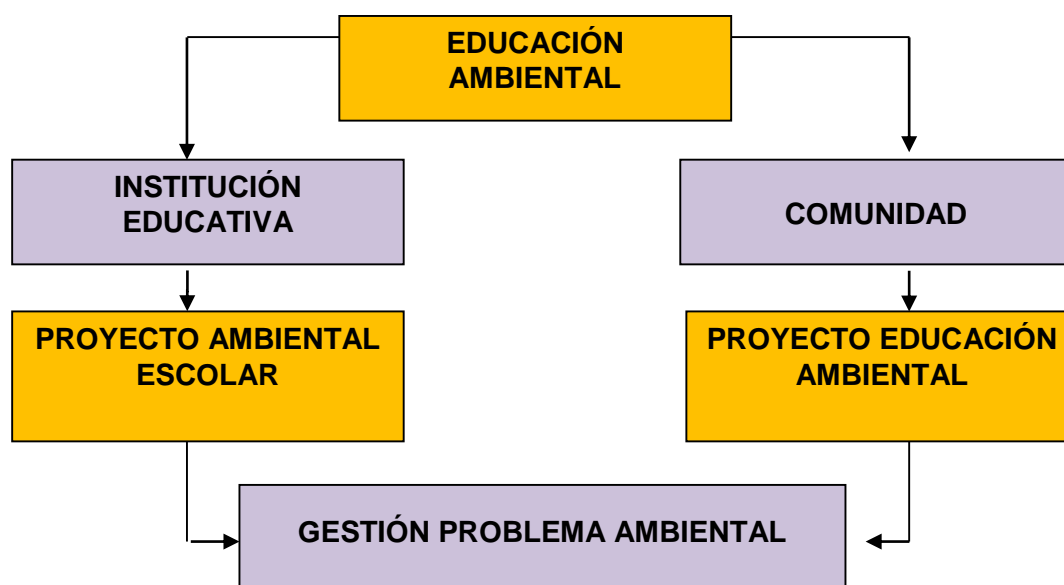 EDUCACIÓN
AMBIENTAL
INSTITUCIÓN
EDUCATIVA
COMUNIDAD
PROYECTO AMBIENTAL
ESCOLAR
PROYECTO EDUCACIÓN
AMBIENTAL
GESTIÓN PROBLEMA AMBIENTAL